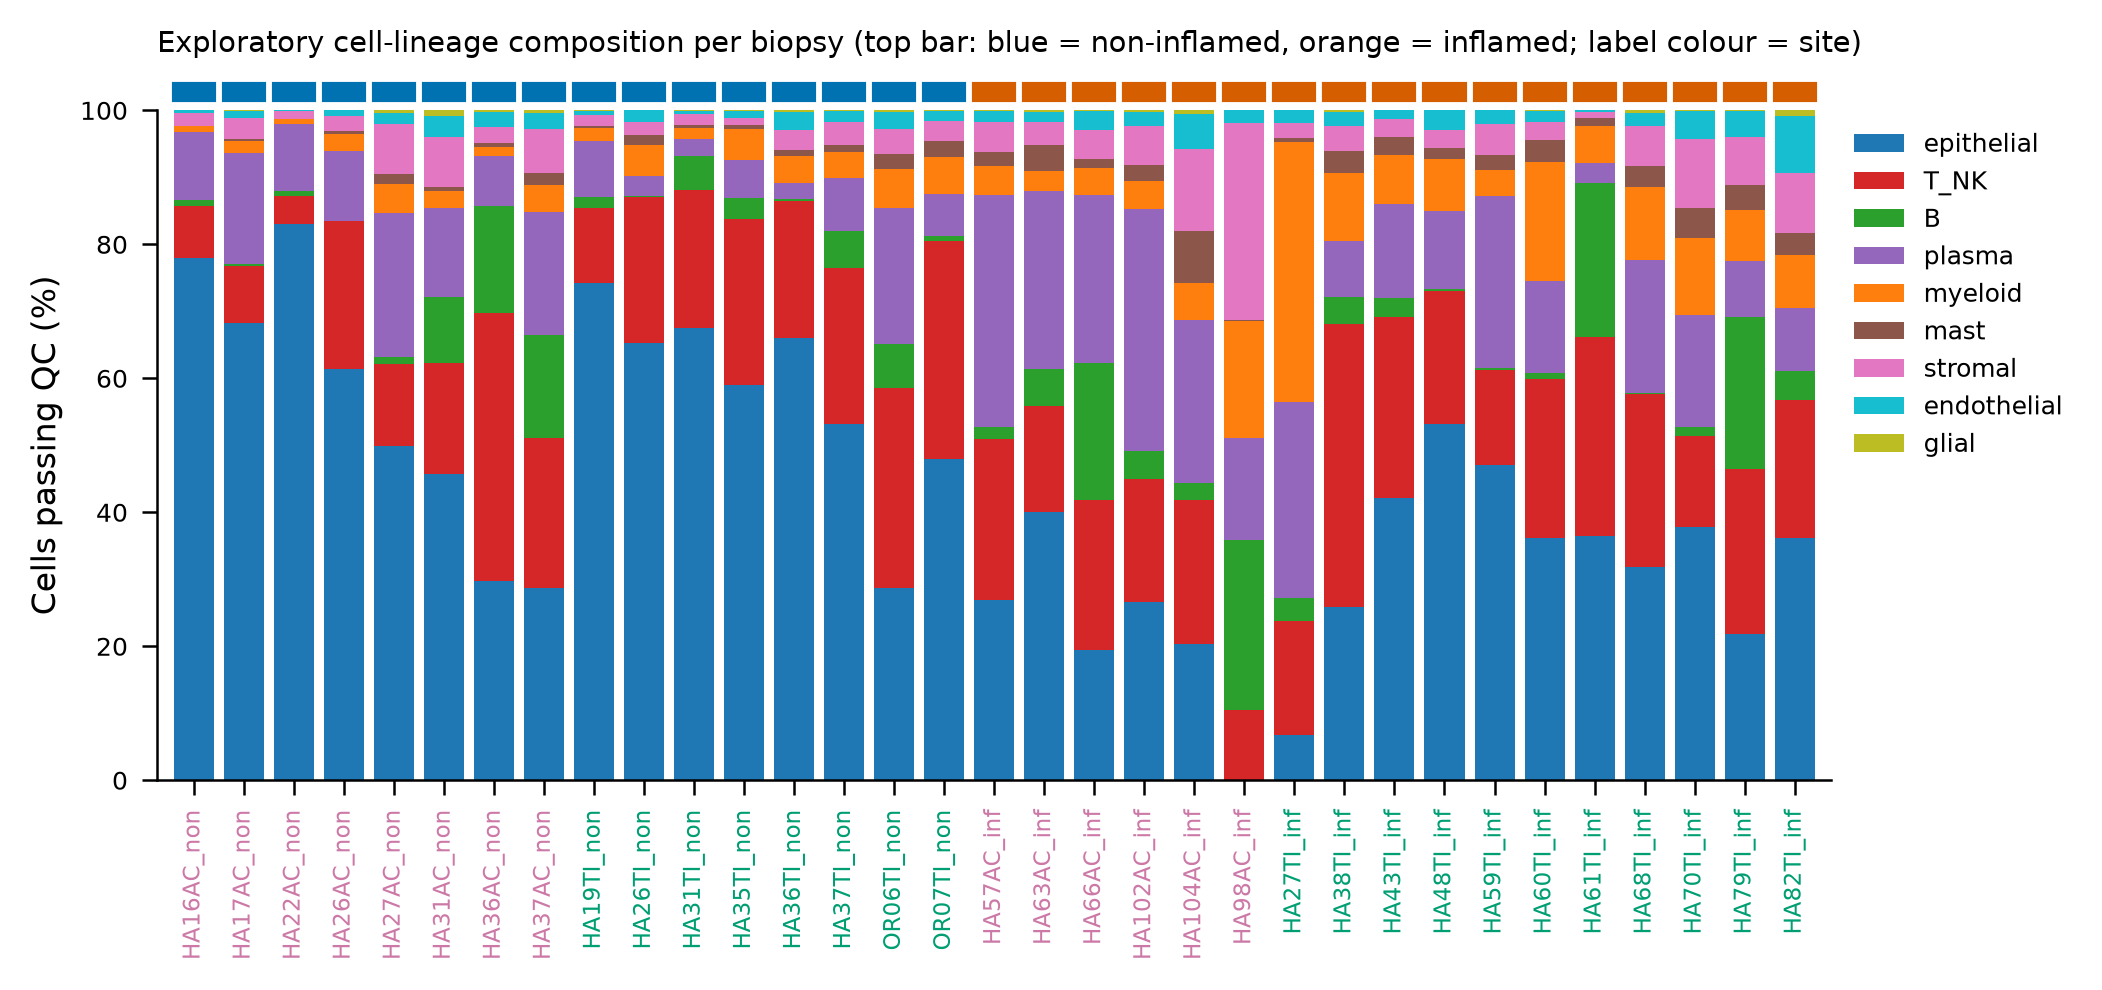 Exploratory cell-lineage composition per biopsy (top bar: blue = non-inflamed, orange = inflamed; label colour = site)
Cells passing QC (%)
100
80
60
40
20
0
epithelial
T_NK
B
plasma
myeloid
mast
stromal
endothelial
glial
HA16AC_non
HA17AC_non
HA22AC_non
HA26AC_non
HA27AC_non
HA31AC_non
HA36AC_non
HA37AC_non
HA19TI_non
HA26TI_non
HA31TI_non
HA35TI_non
HA36TI_non
HA37TI_non
OR06TI_non
OR07TI_non
HA57AC_inf
HA63AC_inf
HA66AC_inf
HA102AC_inf
HA104AC_inf
HA98AC_inf
HA27TI_inf
HA38TI_inf
HA43TI_inf
HA48TI_inf
HA59TI_inf
HA60TI_inf
HA61TI_inf
HA68TI_inf
HA70TI_inf
HA79TI_inf
HA82TI_inf